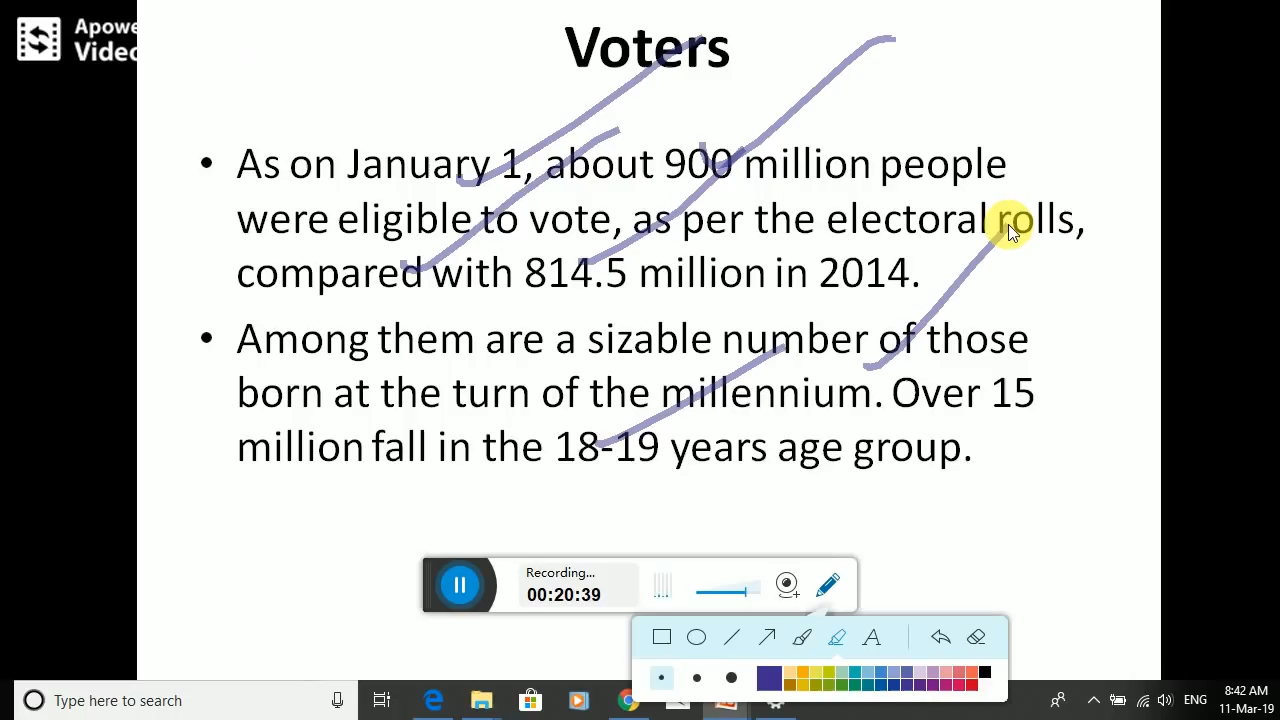 Apowe
Video
Voters
• As on January 1, about 900 million people
were eligible to vote, as per the electoral rolls,
compared with 814.5 million in 2014.
• Among them are a sizable number of those
born at the turn of the millennium. Over 15
million fall in the 18-19 years age group.
Recording...
00:20:39
A
Type here to search
ENG
8:42 AM
11-Mar-19